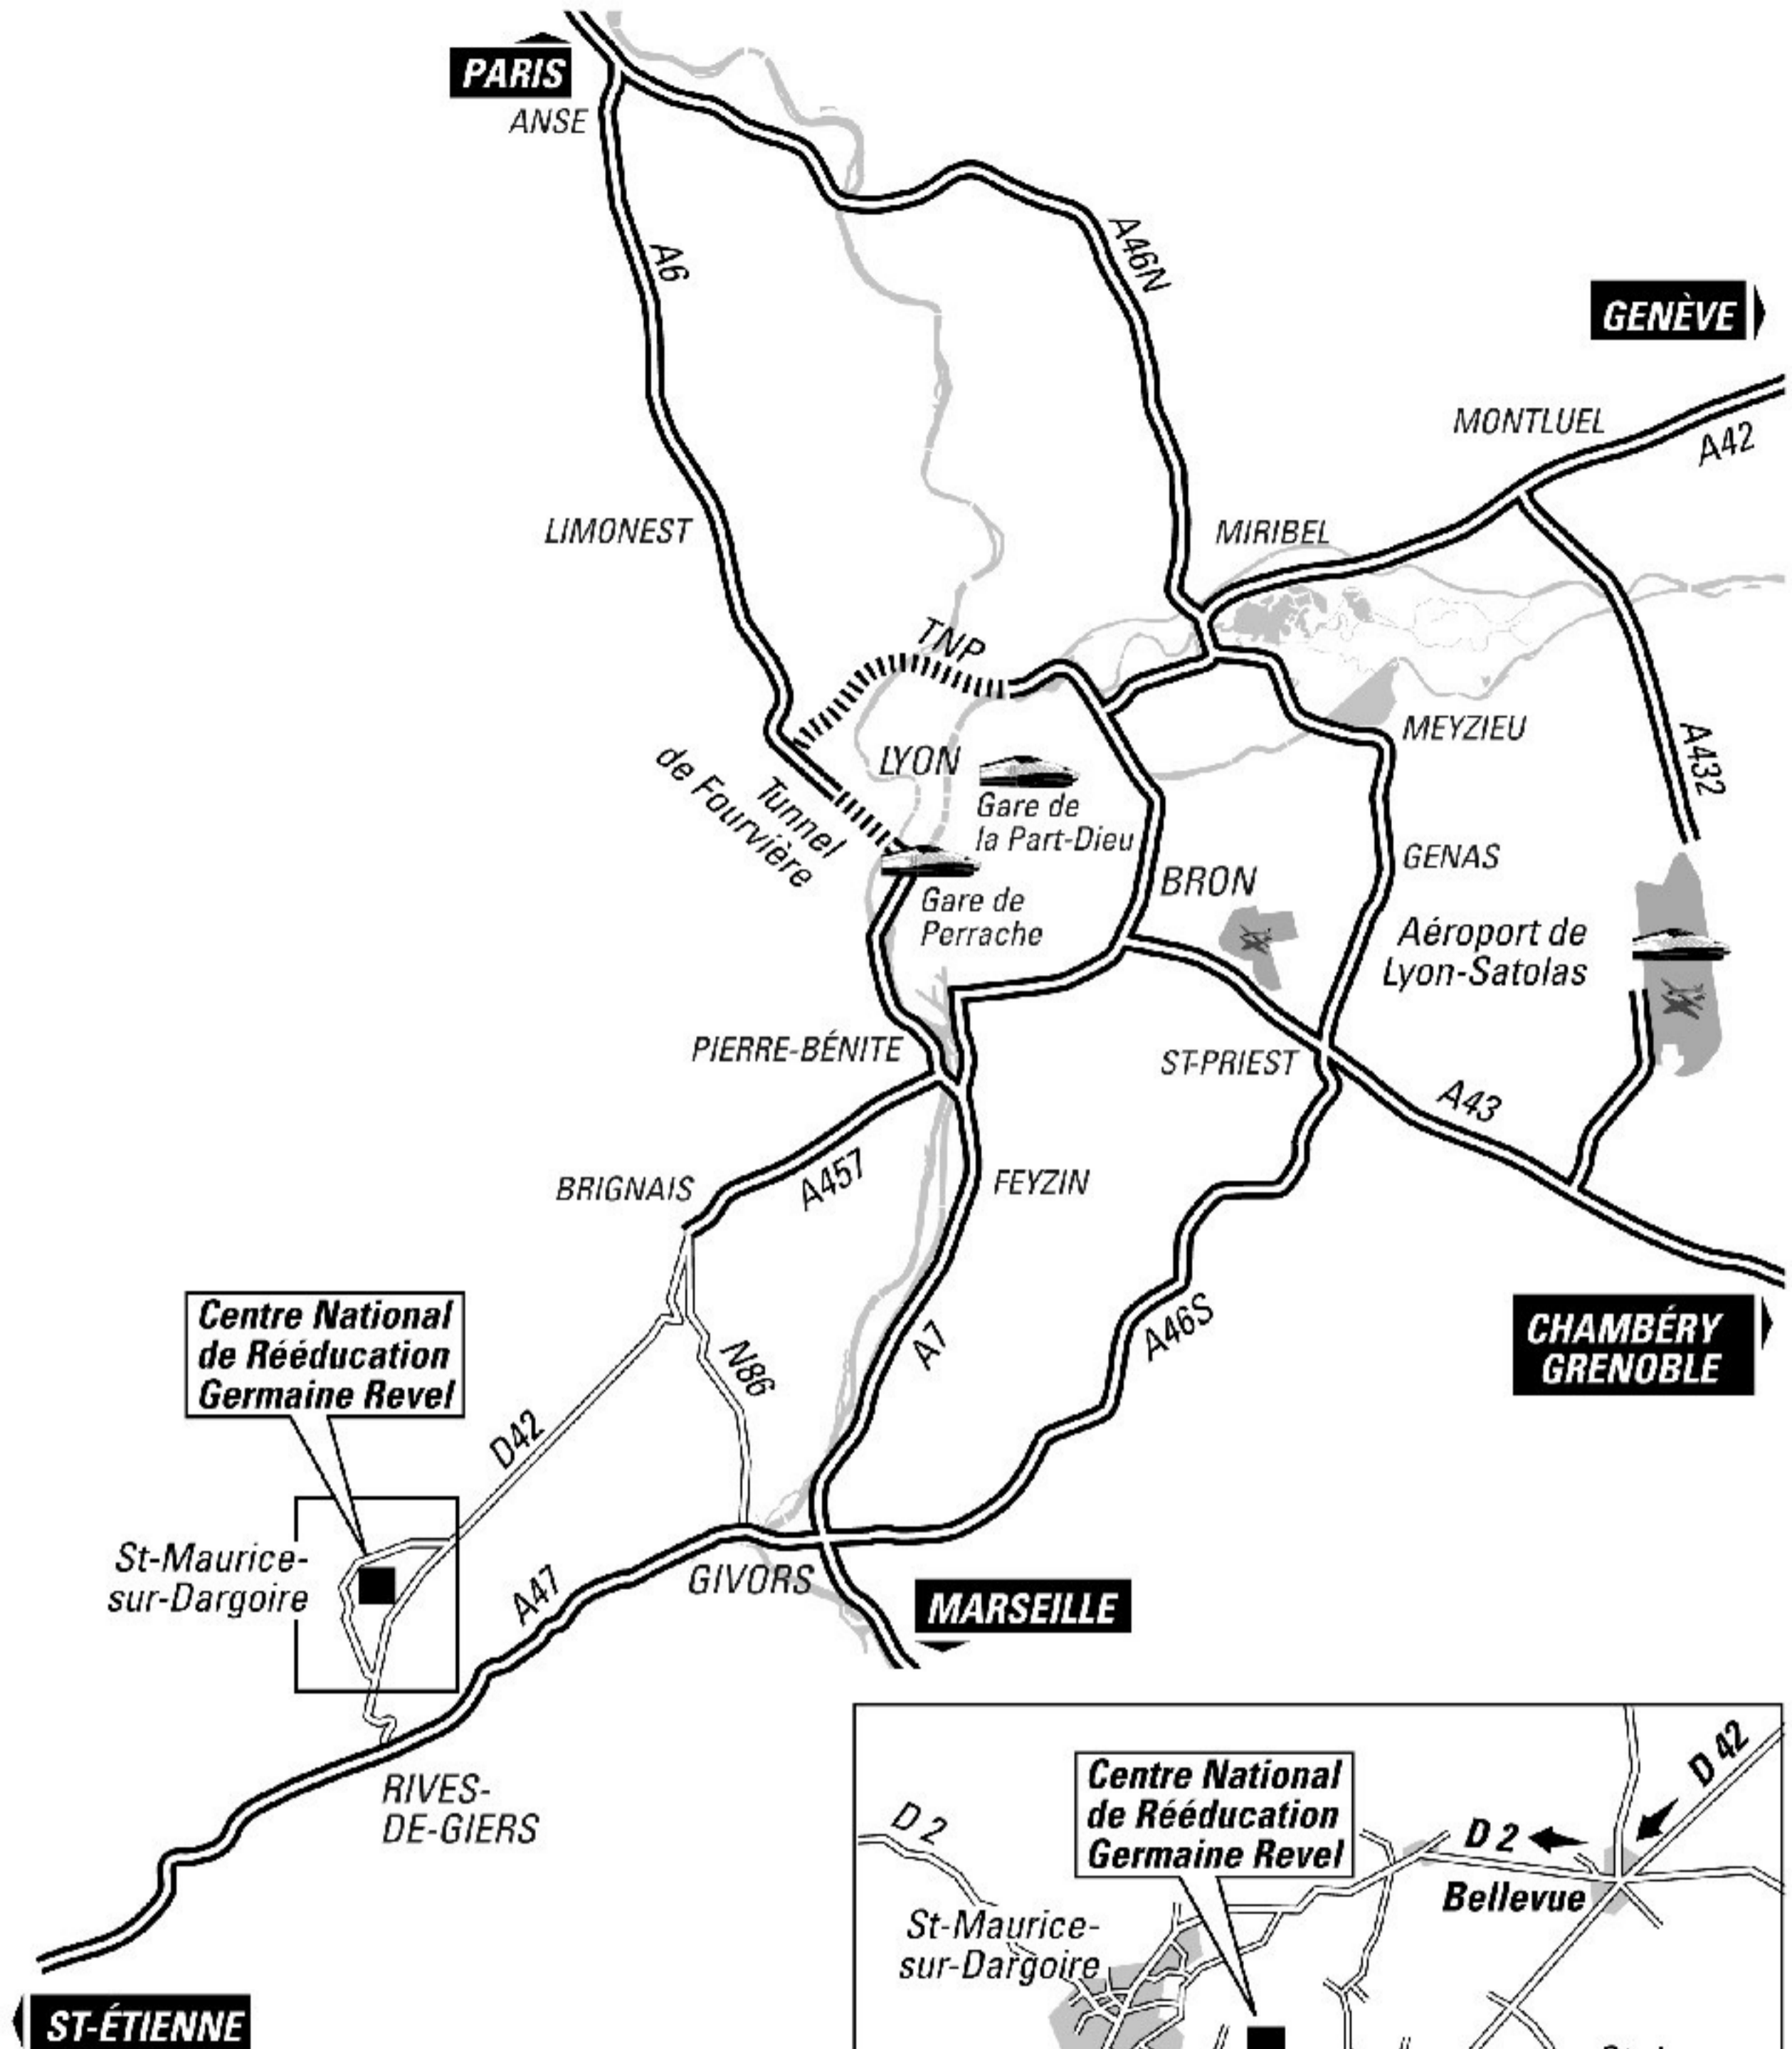 PARIS
ANSE
A6
A46N
GENÈVE
MONTLUEL
A42
LIMONEST
MIRIBEL
TNP
MEYZIEU
A432
LYON
Tunnel
de Fourvière
Gare de
la Part-Dieu
GENAS
BRON
Gare de
Perrache
Aéroport de
Lyon-Satolas
PIERRE-BÉNITE
ST-PRIEST
A43
BRIGNAIS
A457
FEYZIN
Centre National
de Rééducation
Germaine Revel
N86
A7
A46S
CHAMBÉRY
GRENOBLE
D42
St-Maurice-
sur-Dargoire
A47
GIVORS
MARSEILLE
RIVES-
DE-GIERS
ST-ÉTIENNE
D 42
Centre National
de Rééducation
Germaine Revel
D 2
D 2
Bellevue
St-Maurice-
sur-Dargoire